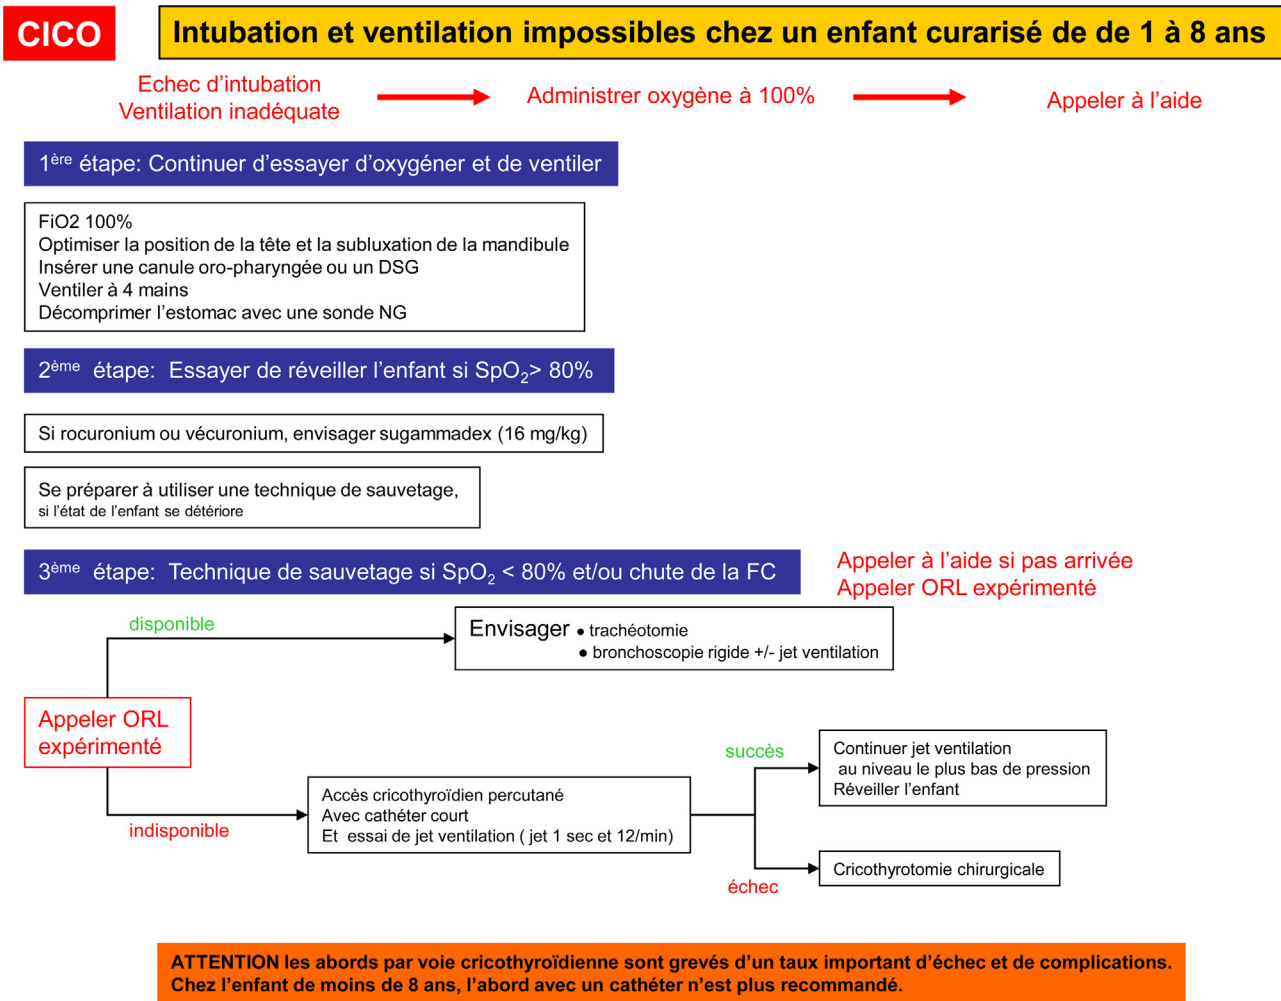 CICO
Intubation et ventilation impossibles chez un enfant curarisé de de 1 à 8 ans
Echec d'intubation
Ventilation inadéquate
Administrer oxygène à 100%
Appeler à l'aide
1ère étape: Continuer d'essayer d'oxygéner et de ventiler
FiO2 100%
Optimiser la position de la tête et la subluxation de la mandibule
Insérer une canule oro-pharyngée ou un DSG
Ventiler à 4 mains
Décomprimer l'estomac avec une sonde NG
2ème étape: Essayer de réveiller l'enfant si SpO2> 80%
Si rocuronium ou vécuronium, envisager sugammadex (16 mg/kg)
Se préparer à utiliser une technique de sauvetage,
si l'état de l'enfant se détériore
3ème étape: Technique de sauvetage si SpO2 < 80% et/ou chute de la FC
Appeler à l'aide si pas arrivée
Appeler ORL expérimenté
disponible
Envisager • trachéotomie
• bronchoscopie rigide +/- jet ventilation
Appeler ORL
expérimenté
indisponible
Accès cricothyroïdien percutané
Avec cathéter court
Et essai de jet ventilation ( jet 1 sec et 12/min)
succès
Continuer jet ventilation
au niveau le plus bas de pression
Réveiller l'enfant
échec
Cricothyrotomie chirurgicale
ATTENTION les abords par voie cricothyroïdienne sont grevés d'un taux important d'échec et de complications.
Chez l'enfant de moins de 8 ans, l'abord avec un cathéter n'est plus recommandé.